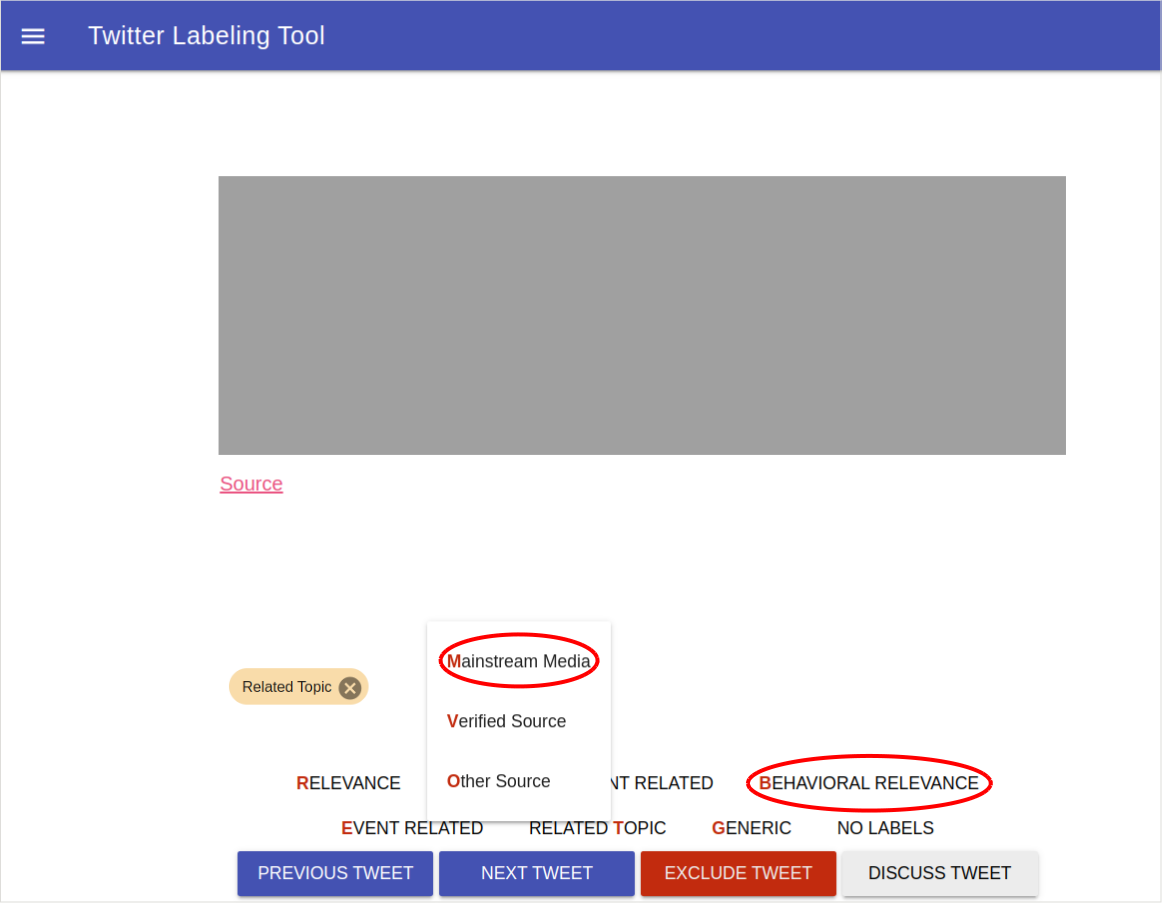 Twitter Labeling Tool
Source
Mainstream Media
Related Topic
Verified Source
Other Source
RELEVANCE NT RELATED BEHAVIORAL RELEVANCE
EVENT RELATED RELATED TOPIC GENERIC NO LABELS
PREVIOUS TWEET NEXT TWEET EXCLUDE TWEET DISCUSS TWEET